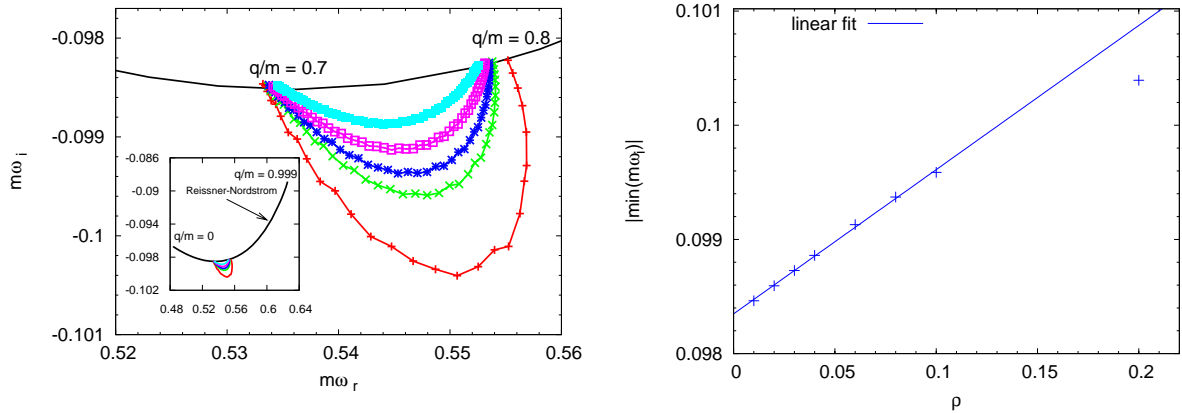 -0.097
-0.098
-0.099
-0.1
-0.101
0.52
0.53
0.54
0.55
0.56
mω i
mω r
q/m = 0.7
q/m = 0.8
-0.086
-0.09
-0.094
-0.098
-0.102
0.48
0.52
0.56
0.6
0.64
q/m = 0.999
Reissner-Nordstrom
q/m = 0
0.101
0.1
0.099
0.098
0
0.05
0.1
0.15
0.2
|min(mωi)|
ρ
linear fit